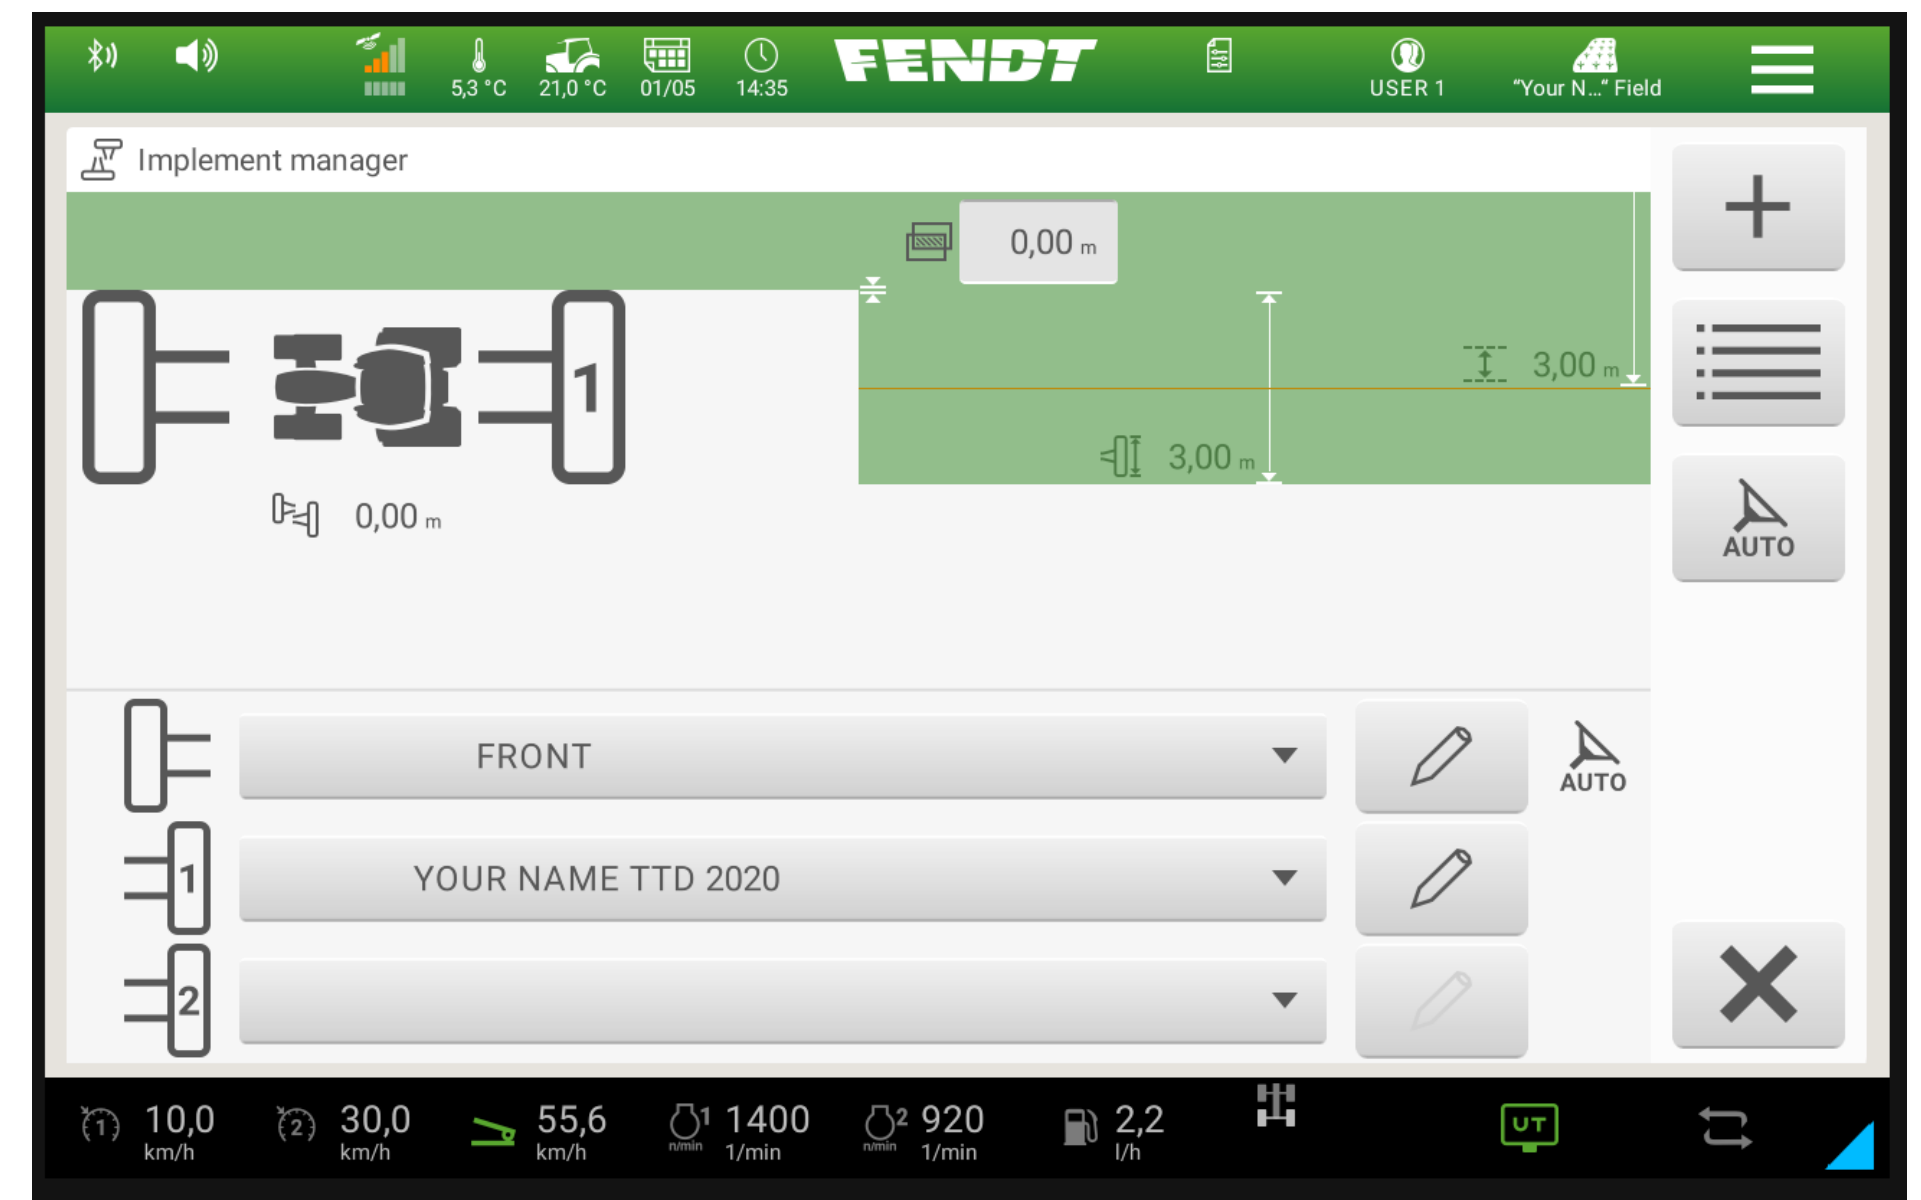 FENDT
5,3 °C
21,0 °C
01/05
14:35
USER 1
"Your N..." Field
Implement manager
0,00 m
1
3,00 m
3,00 m
0,00 m
AUTO
FRONT
AUTO
1
YOUR NAME TTD 2020
2
(1) 10,0 km/h
(2) 30,0 km/h
55,6 km/h
1 n/min 1400 1/min
2 n/min 920 1/min
2,2 l/h
UT